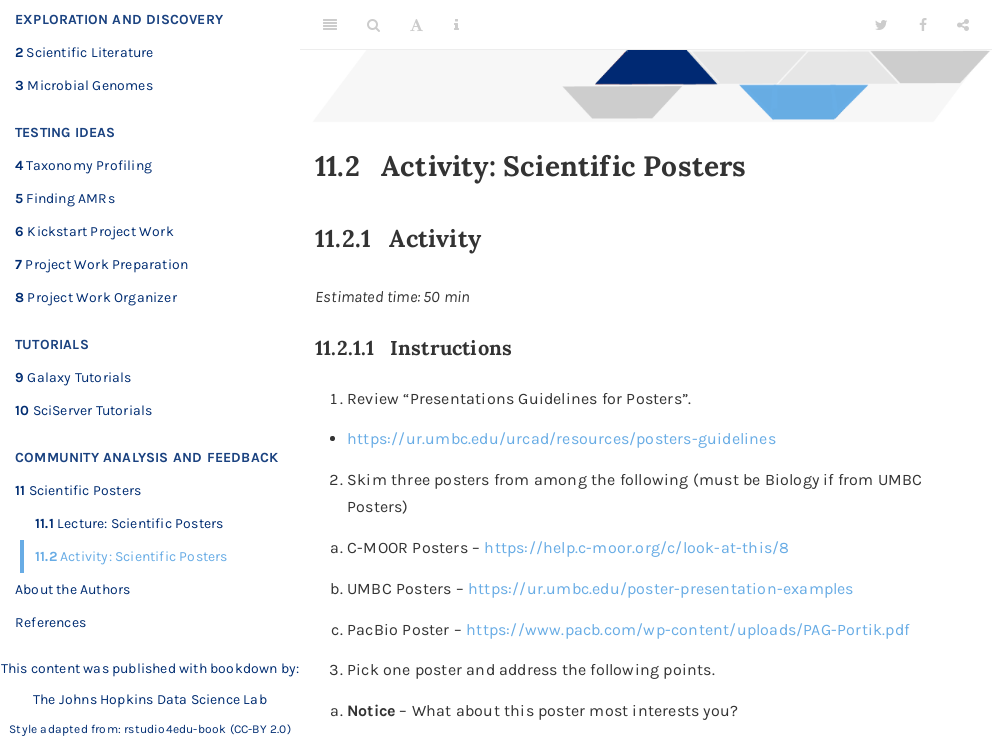 EXPLORATION AND DISCOVERY
2 Scientific Literature
3 Microbial Genomes
TESTING IDEAS
4 Taxonomy Profiling
5 Finding AMRs
6 Kickstart Project Work
7 Project Work Preparation
8 Project Work Organizer
TUTORIALS
9 Galaxy Tutorials
10 SciServer Tutorials
COMMUNITY ANALYSIS AND FEEDBACK
11 Scientific Posters
11.1 Lecture: Scientific Posters
11.2 Activity: Scientific Posters
About the Authors
References
This content was published with bookdown by:
The Johns Hopkins Data Science Lab
Style adapted from: rstudio4edu-book (CC-BY 2.0)
11.2 Activity: Scientific Posters
11.2.1 Activity
Estimated time: 50 min
11.2.1.1 Instructions
1. Review “Presentations Guidelines for Posters”.
• https://ur.umbc.edu/urcad/resources/posters-guidelines
2. Skim three posters from among the following (must be Biology if from UMBC
Posters)
a. C-MOOR Posters – https://help.c-moor.org/c/look-at-this/8
b. UMBC Posters – https://ur.umbc.edu/poster-presentation-examples
c. PacBio Poster – https://www.pacb.com/wp-content/uploads/PAG-Portik.pdf
3. Pick one poster and address the following points.
a. Notice – What about this poster most interests you?